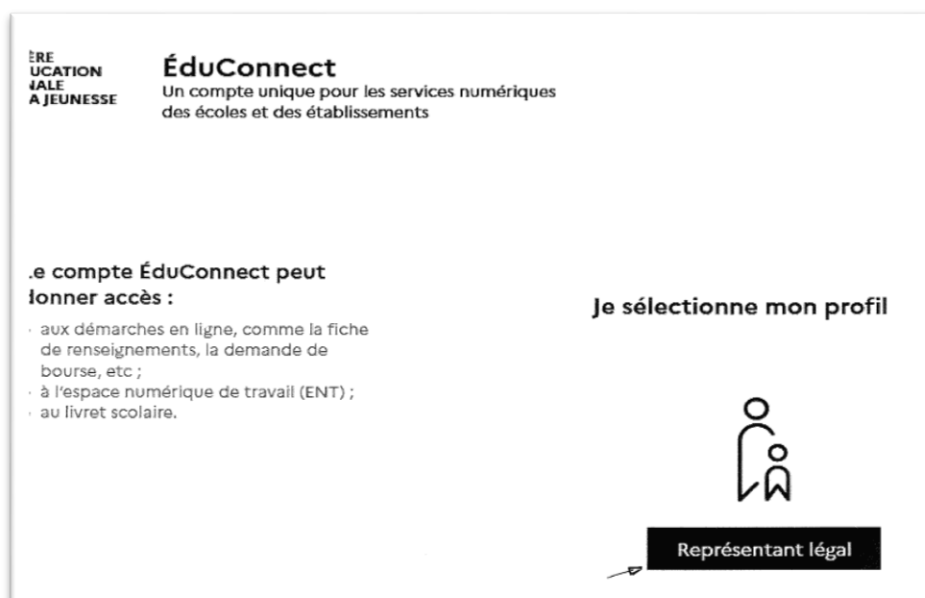 ÈRE
UCATION
NALE
A JEUNESSE
ÉduConnect
Un compte unique pour les services numériques
des écoles et des établissements
.e compte ÉduConnect peut
donner accès :
· aux démarches en ligne, comme la fiche
de renseignements, la demande de
bourse, etc ;
· à l'espace numérique de travail (ENT) ;
· au livret scolaire.
Je sélectionne mon profil
Représentant légal